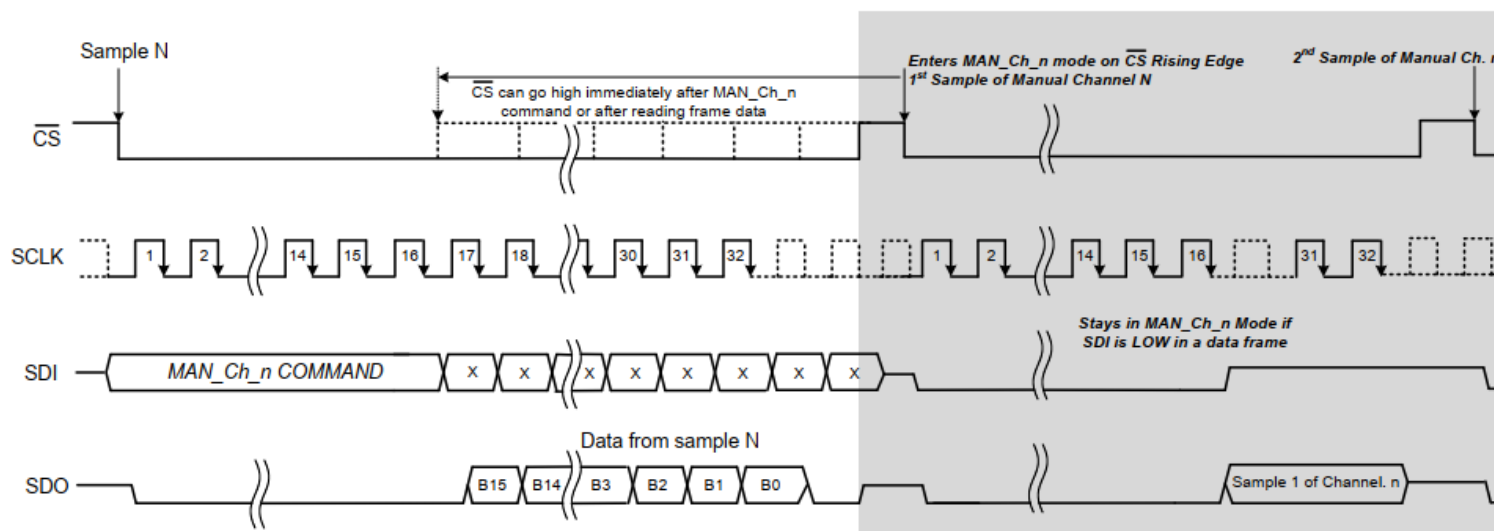 Sample N
Enters MAN_Ch_n mode on CS Rising Edge
1st Sample of Manual Channel N
2nd Sample of Manual Ch. n
CS can go high immediately after MAN_Ch_n
command or after reading frame data
CS
SCLK
1 2 14 15 16 17 18 30 31 32 1 2 14 15 16 31 32
Stays in MAN_Ch_n Mode if
SDI is LOW in a data frame
SDI
MAN_Ch_n COMMAND X X X X X X X X
Data from sample N
SDO
B15 B14 B3 B2 B1 B0 Sample 1 of Channel. n